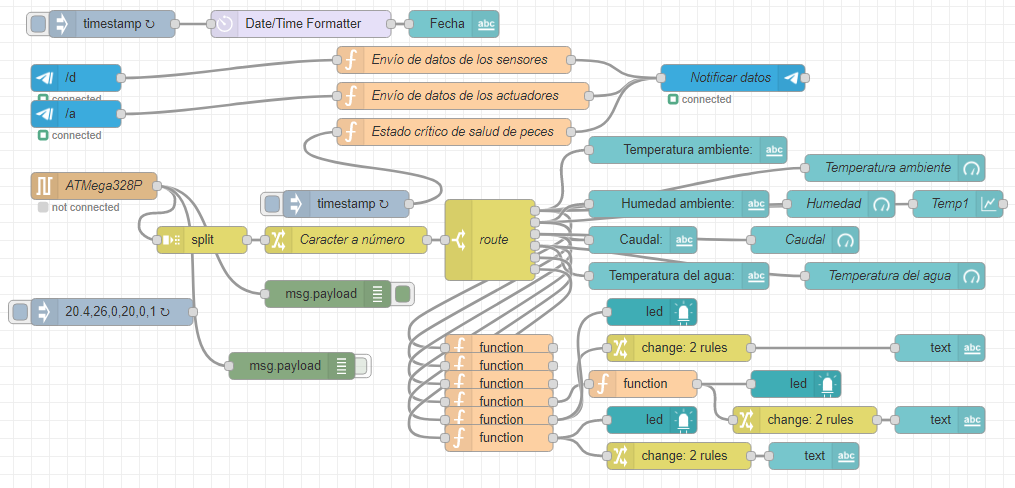 timestamp ↻
Date/Time Formatter
Fecha
abc
/d
connected
Envío de datos de los sensores
Notificar datos
connected
/a
connected
Envío de datos de los actuadores
Estado crítico de salud de peces
Temperatura ambiente:
abc
Temperatura ambiente
ATMega328P
not connected
timestamp ↻
Humedad ambiente:
abc
Humedad
Temp1
split
Caracter a número
route
Caudal:
abc
Caudal
Temperatura del agua:
abc
Temperatura del agua
msg.payload
20.4,26,0,20,0,1 ↻
led
msg.payload
function
function
function
function
function
function
change: 2 rules
text
abc
led
led
change: 2 rules
text
abc
change: 2 rules
text
abc